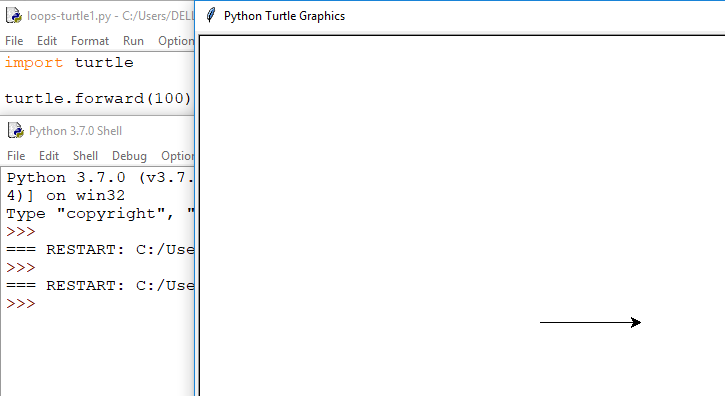 loops-turtle1.py - C:/Users/DELL
File Edit Format Run Option
import turtle
turtle.forward(100)
Python 3.7.0 Shell
File Edit Shell Debug Option
Python 3.7.0 (v3.7.
4)] on win32
Type "copyright", "
>>>
=== RESTART: C:/Use
>>>
=== RESTART: C:/Use
>>>
Python Turtle Graphics